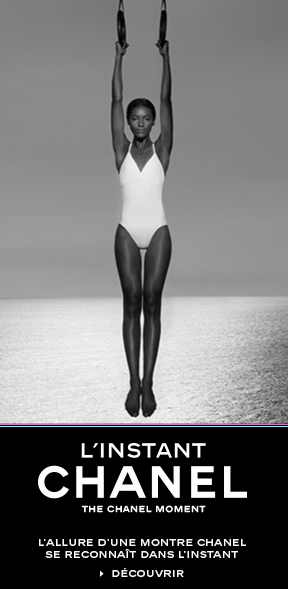 L'INSTANT
CHANEL
THE CHANEL MOMENT
L'ALLURE D'UNE MONTRE CHANEL
SE RECONNAÎT DANS L'INSTANT
DÉCOUVRIR